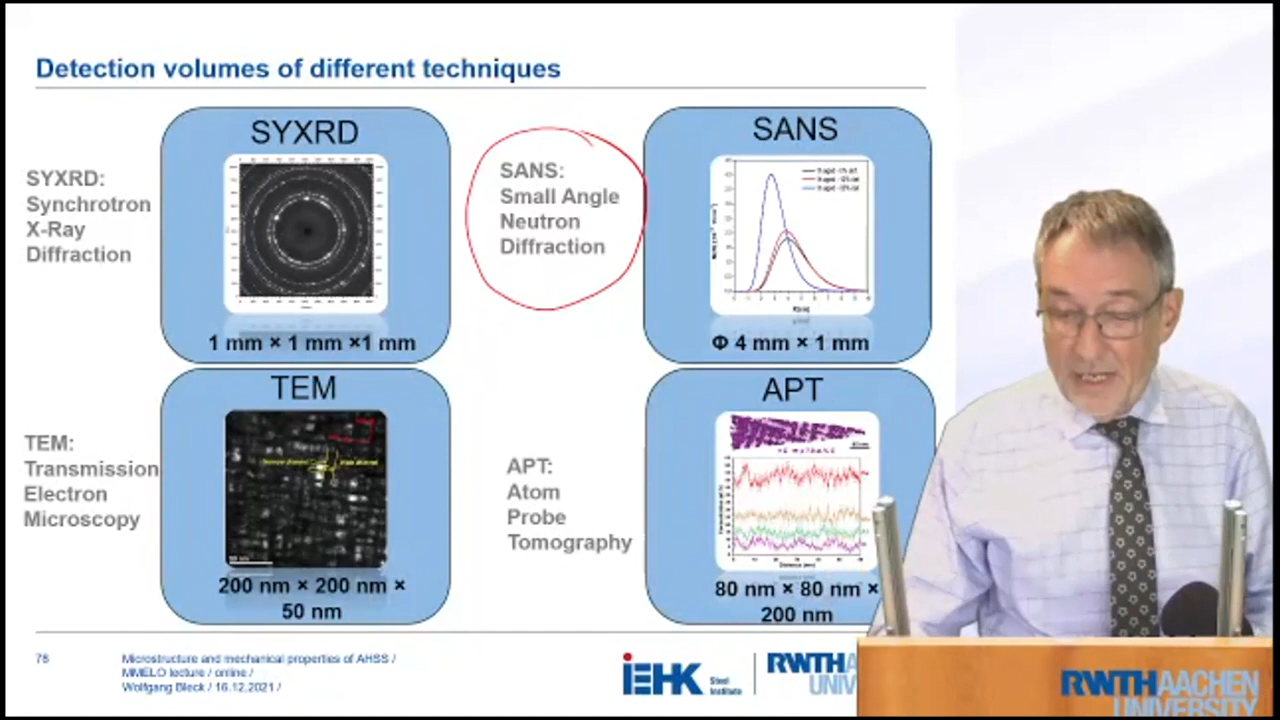 Detection volumes of different techniques
SYXRD
SYXRD:
Synchrotron
X-Ray
Diffraction
1 mm × 1 mm ×1 mm
SANS:
Small Angle
Neutron
Diffraction
SANS
Φ 4 mm × 1 mm
TEM
TEM:
Transmission
Electron
Microscopy
200 nm × 200 nm ×
50 nm
APT:
Atom
Probe
Tomography
APT
80 nm × 80 nm ×
200 nm
78
Microstructure and mechanical properties of AHSS /
MMELO lecture / online /
Wolfgang Bleck / 16.12.2021 /
iEHK
Steel
Institute
RWTHA
UNIV
RWTHAACHEN
UNIVERSITY